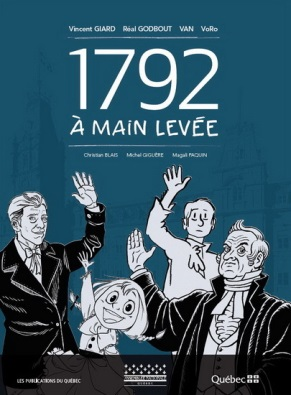 Vincent GIARD Réal GODBOUT VAN VoRo
1792
À MAIN LEVÉE
Christian BLAIS Michel GIGUÈRE Magali PAQUIN
LES PUBLICATIONS DU QUÉBEC
Québec